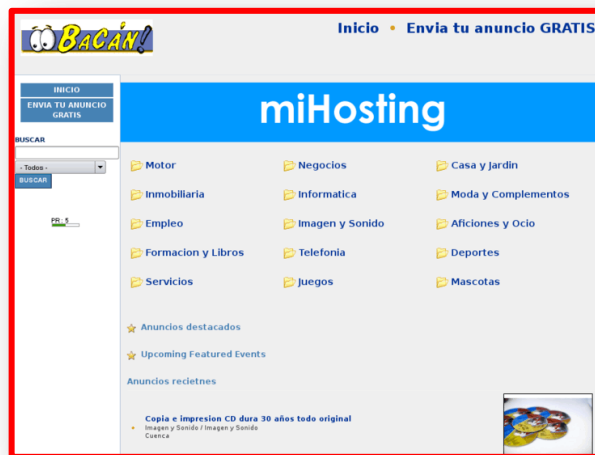 BACÁN!
Inicio • Envia tu anuncio GRATIS
INICIO
ENVIA TU ANUNCIO
GRATIS
BUSCAR
- Todos -
BUSCAR
PR: 5
miHosting
Motor
Negocios
Casa y Jardin
Inmobiliaria
Informatica
Moda y Complementos
Empleo
Imagen y Sonido
Aficiones y Ocio
Formacion y Libros
Telefonia
Deportes
Servicios
Juegos
Mascotas
Anuncios destacados
Upcoming Featured Events
Anuncios recietnes
Copia e impresion CD dura 30 años todo original
Imagen y Sonido / Imagen y Sonido
Cuenca